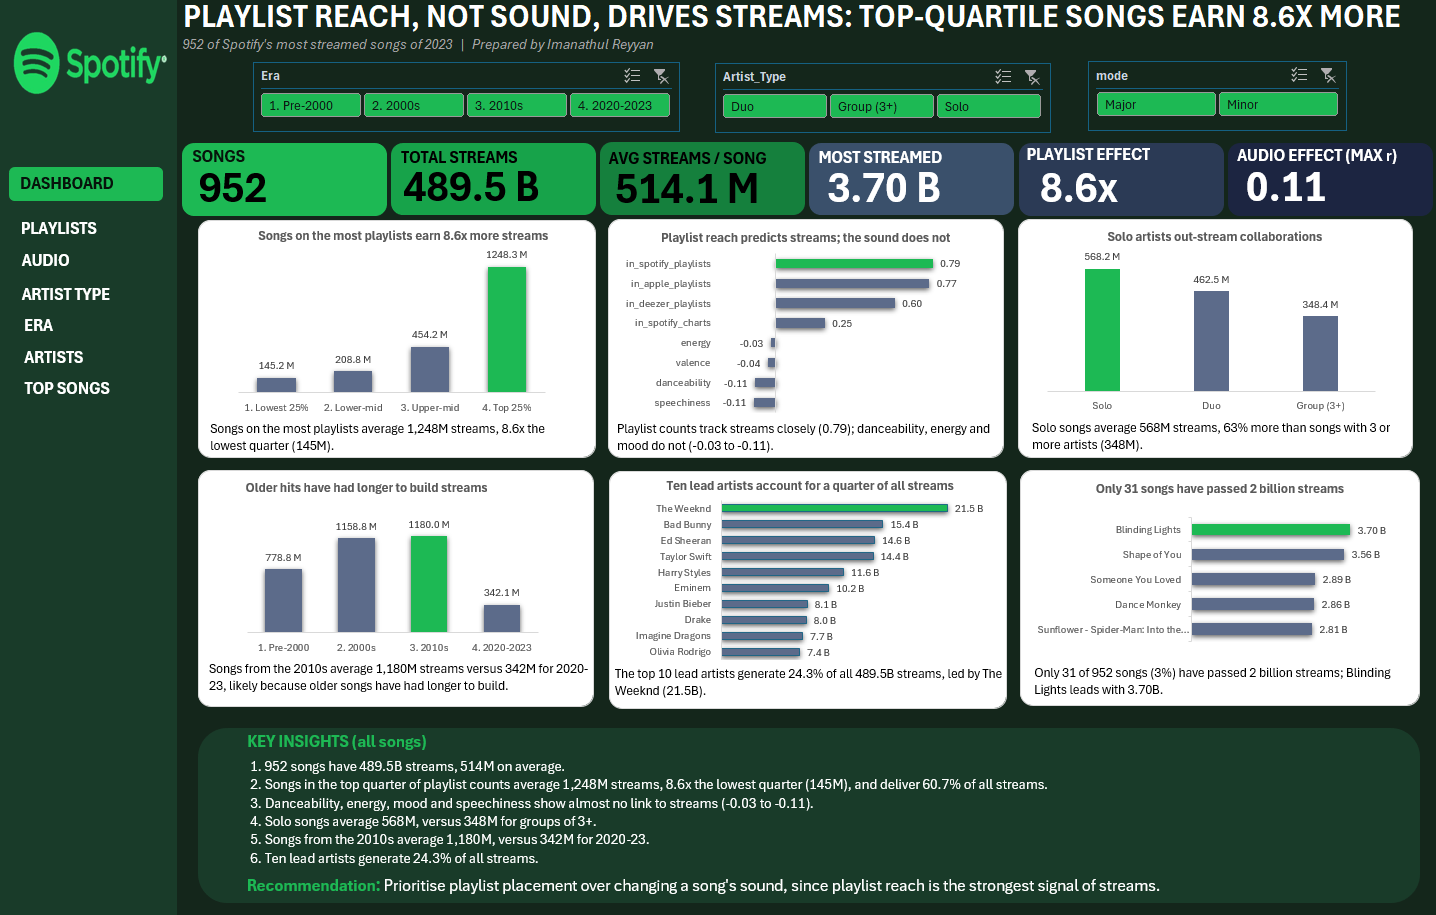 PLAYLIST REACH, NOT SOUND, DRIVES STREAMS: TOP-QUARTILE SONGS EARN 8.6X MORE
952 of Spotify's most streamed songs of 2023 | Prepared by Imanathul Reyyan
Spotify®
Era
1. Pre-2000
2. 2000s
3. 2010s
4. 2020-2023
Artist_Type
Duo
Group (3+)
Solo
mode
Major
Minor
DASHBOARD
PLAYLISTS
AUDIO
ARTIST TYPE
ERA
ARTISTS
TOP SONGS
SONGS
952
TOTAL STREAMS
489.5 B
AVG STREAMS / SONG
514.1 M
MOST STREAMED
3.70 B
PLAYLIST EFFECT
8.6x
AUDIO EFFECT (MAX r)
0.11
Songs on the most playlists earn 8.6x more streams
145.2 M
208.8 M
454.2 M
1248.3 M
1. Lowest 25%
2. Lower-mid
3. Upper-mid
4. Top 25%
Songs on the most playlists average 1,248M streams, 8.6x the
lowest quarter (145M).
Playlist reach predicts streams; the sound does not
in_spotify_playlists 0.79
in_apple_playlists 0.77
in_deezer_playlists 0.60
in_spotify_charts 0.25
energy -0.03
valence -0.04
danceability -0.11
speechiness -0.11
Playlist counts track streams closely (0.79); danceability, energy and
mood do not (-0.03 to -0.11).
Solo artists out-stream collaborations
568.2 M
462.5 M
348.4 M
Solo
Duo
Group (3+)
Solo songs average 568M streams, 63% more than songs with 3 or
more artists (348M).
Older hits have had longer to build streams
778.8 M
1158.8 M
1180.0 M
342.1 M
1. Pre-2000
2. 2000s
3. 2010s
4. 2020-2023
Songs from the 2010s average 1,180M streams versus 342M for 2020-
23, likely because older songs have had longer to build.
Ten lead artists account for a quarter of all streams
The Weeknd 21.5 B
Bad Bunny 15.4 B
Ed Sheeran 14.6 B
Taylor Swift 14.4 B
Harry Styles 11.6 B
Eminem 10.2 B
Justin Bieber 8.1 B
Drake 8.0 B
Imagine Dragons 7.7 B
Olivia Rodrigo 7.4 B
The top 10 lead artists generate 24.3% of all 489.5B streams, led by The
Weeknd (21.5B).
Only 31 songs have passed 2 billion streams
Blinding Lights 3.70 B
Shape of You 3.56 B
Someone You Loved 2.89 B
Dance Monkey 2.86 B
Sunflower - Spider-Man: Into the... 2.81 B
Only 31 of 952 songs (3%) have passed 2 billion streams; Blinding
Lights leads with 3.70B.
KEY INSIGHTS (all songs)
1. 952 songs have 489.5B streams, 514M on average.
2. Songs in the top quarter of playlist counts average 1,248M streams, 8.6x the lowest quarter (145M), and deliver 60.7% of all streams.
3. Danceability, energy, mood and speechiness show almost no link to streams (-0.03 to -0.11).
4. Solo songs average 568M, versus 348M for groups of 3+.
5. Songs from the 2010s average 1,180M, versus 342M for 2020-23.
6. Ten lead artists generate 24.3% of all streams.
Recommendation: Prioritise playlist placement over changing a song's sound, since playlist reach is the strongest signal of streams.